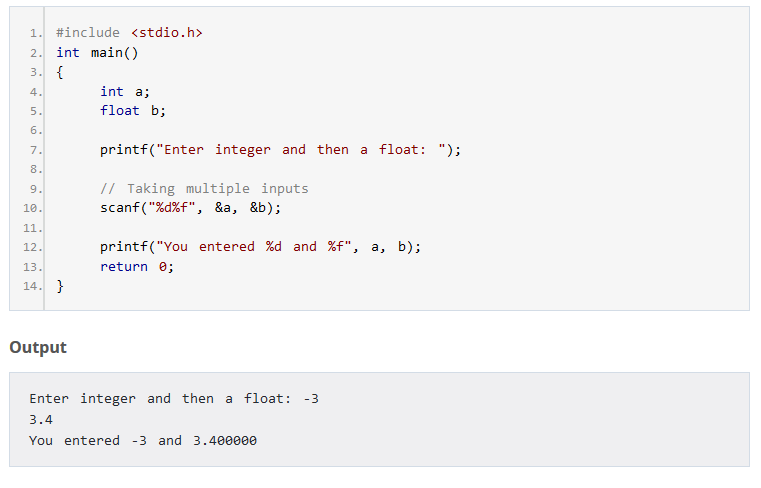 1. #include <stdio.h>
2. int main()
3. {
4. int a;
5. float b;
6.
7. printf("Enter integer and then a float: ");
8.
9. // Taking multiple inputs
10. scanf("%d%f", &a, &b);
11.
12. printf("You entered %d and %f", a, b);
13. return 0;
14. }
Output
Enter integer and then a float: -3
3.4
You entered -3 and 3.400000